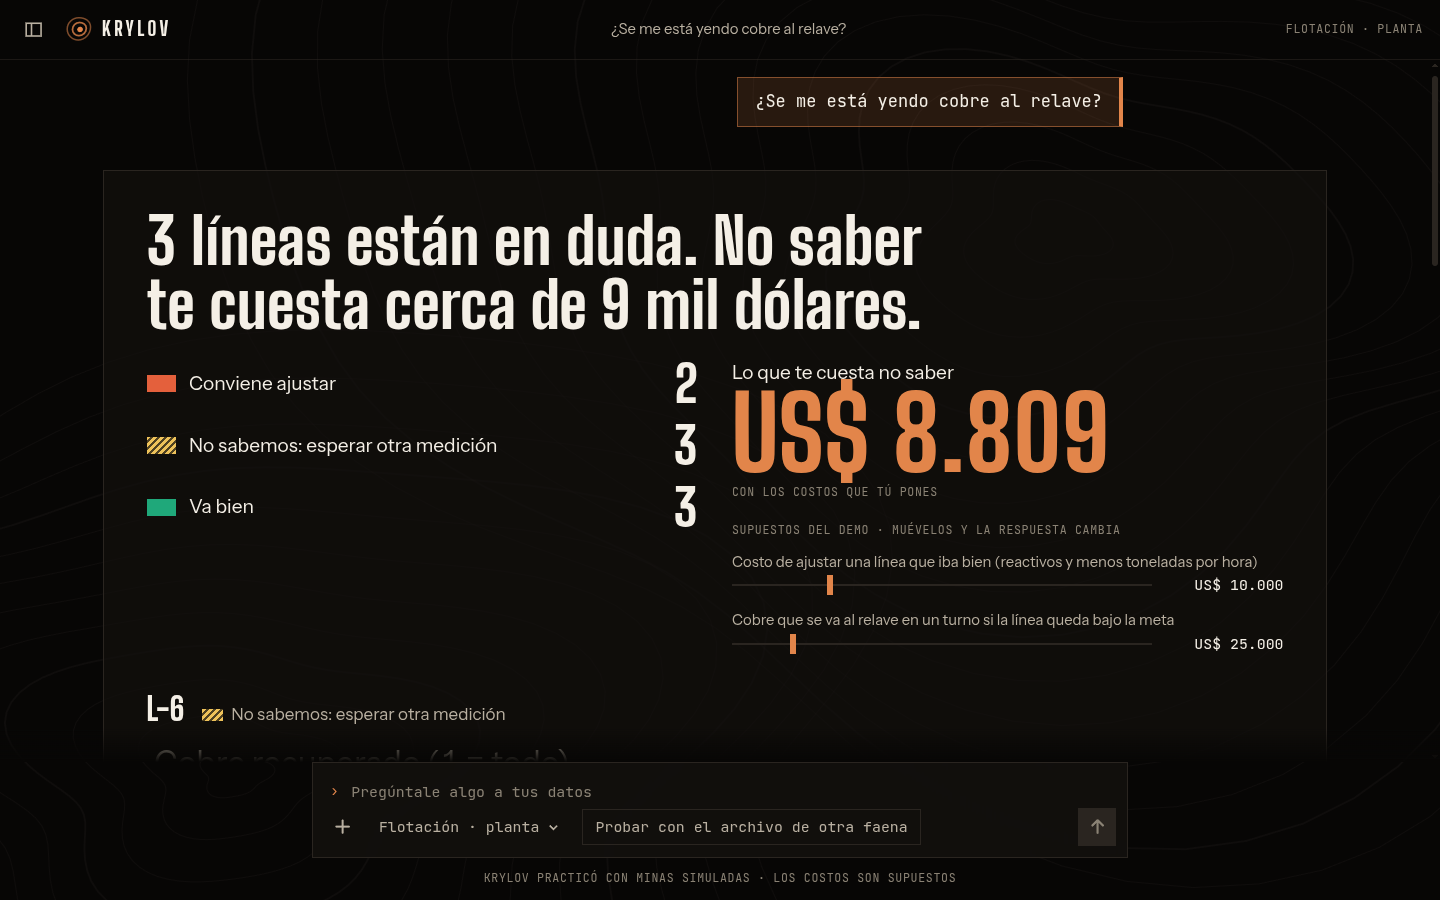 KRYLOV
¿Se me está yendo cobre al relave?
FLOTACIÓN · PLANTA
¿Se me está yendo cobre al relave?
3 líneas están en duda. No saber
te cuesta cerca de 9 mil dólares.
Conviene ajustar 2
No sabemos: esperar otra medición 3
Va bien 3
Lo que te cuesta no saber
US$ 8.809
CON LOS COSTOS QUE TÚ PONES
SUPUESTOS DEL DEMO · MUÉVELOS Y LA RESPUESTA CAMBIA
Costo de ajustar una línea que iba bien (reactivos y menos toneladas por hora)
US$ 10.000
Cobre que se va al relave en un turno si la línea queda bajo la meta
US$ 25.000
L-6 No sabemos: esperar otra medición
Cobre recuperado (1 = todo)
› Pregúntale algo a tus datos
Flotación · planta
Probar con el archivo de otra faena
KRYLOV PRACTICÓ CON MINAS SIMULADAS · LOS COSTOS SON SUPUESTOS